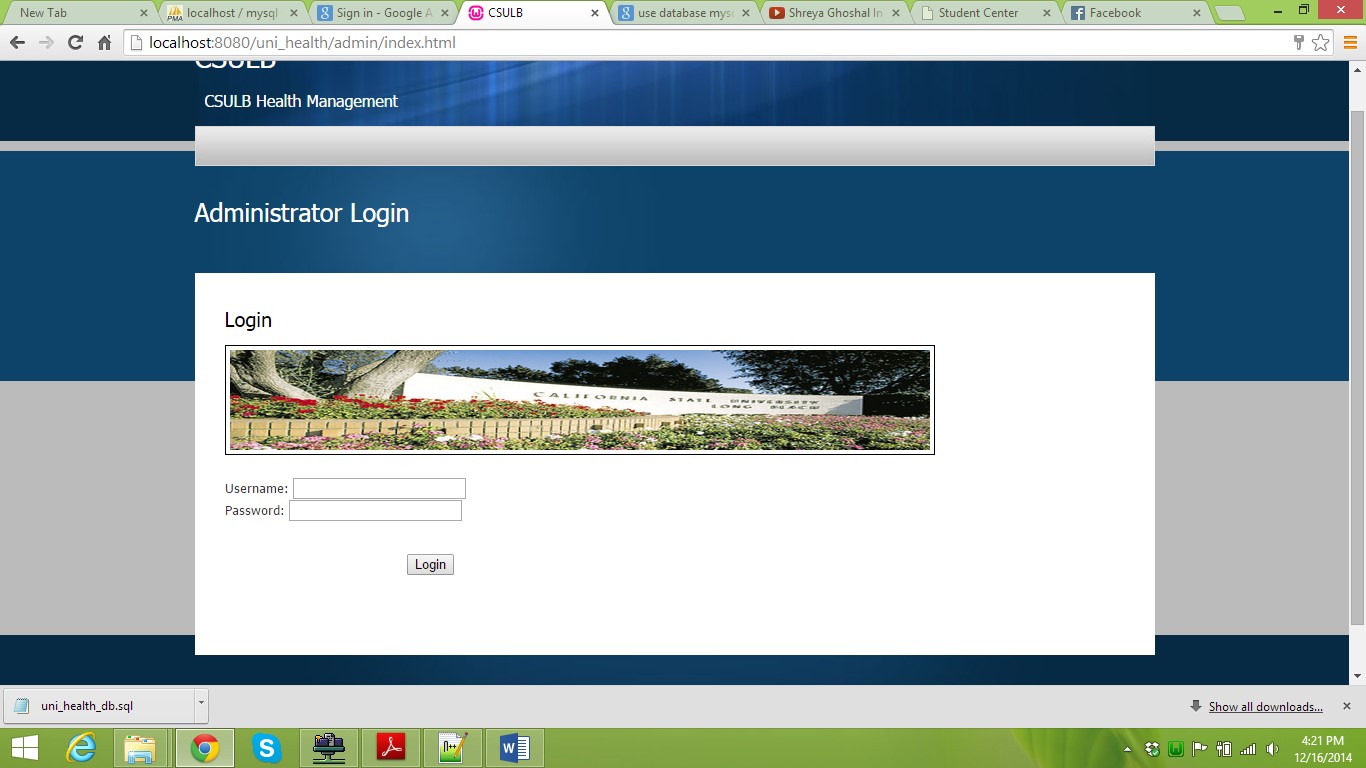 New Tab
localhost / mysql
Sign in - Google A
CSULB
use database mys
Shreya Ghoshal In
Student Center
Facebook
localhost:8080/uni_health/admin/index.html
CSULB
CSULB Health Management
Administrator Login
Login
CALIFORNIA STATE UNIVERSITY
LONG BEACH
Username:
Password:
Login
uni_health_db.sql
Show all downloads...
4:21 PM
12/16/2014